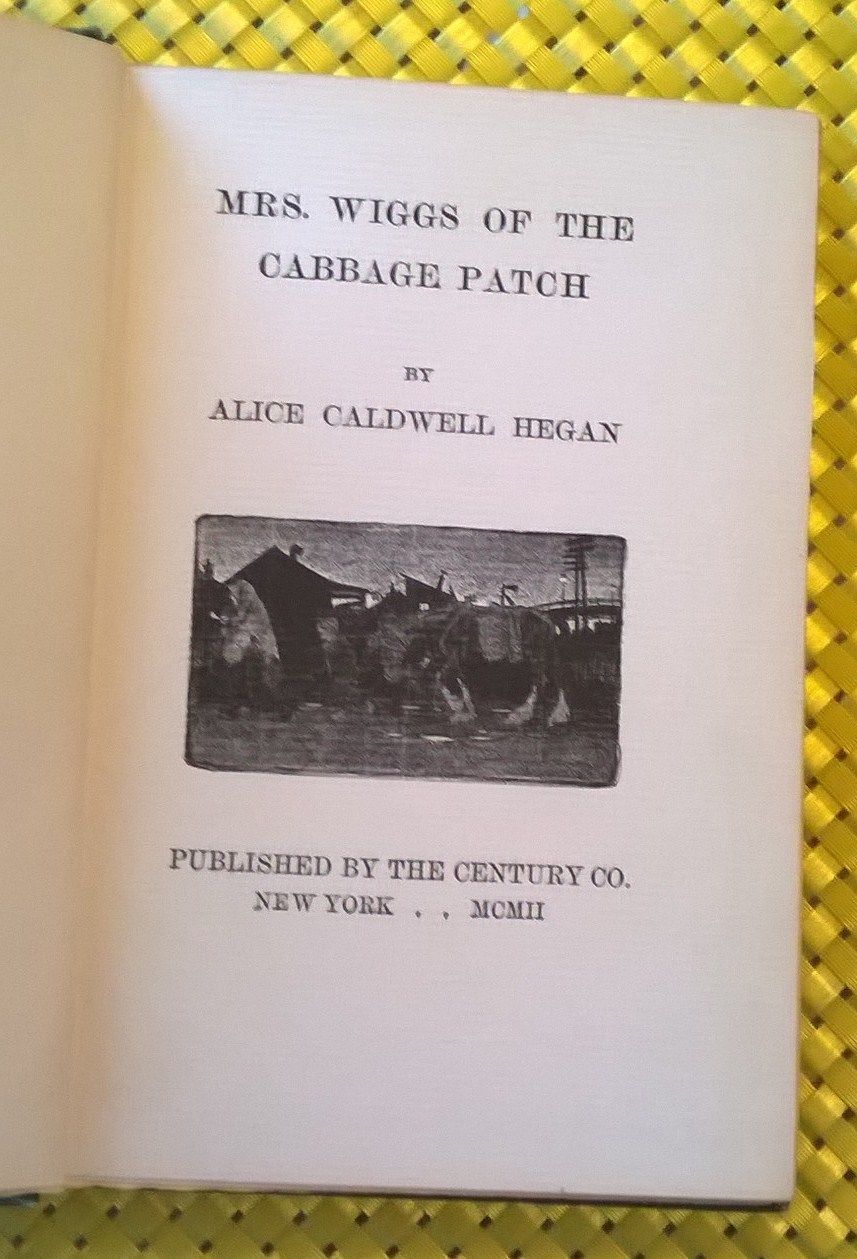 MRS. WIGGS OF THE
CABBAGE PATCH
BY
ALICE CALDWELL HEGAN
PUBLISHED BY THE CENTURY CO.
NEW YORK . . MCMII